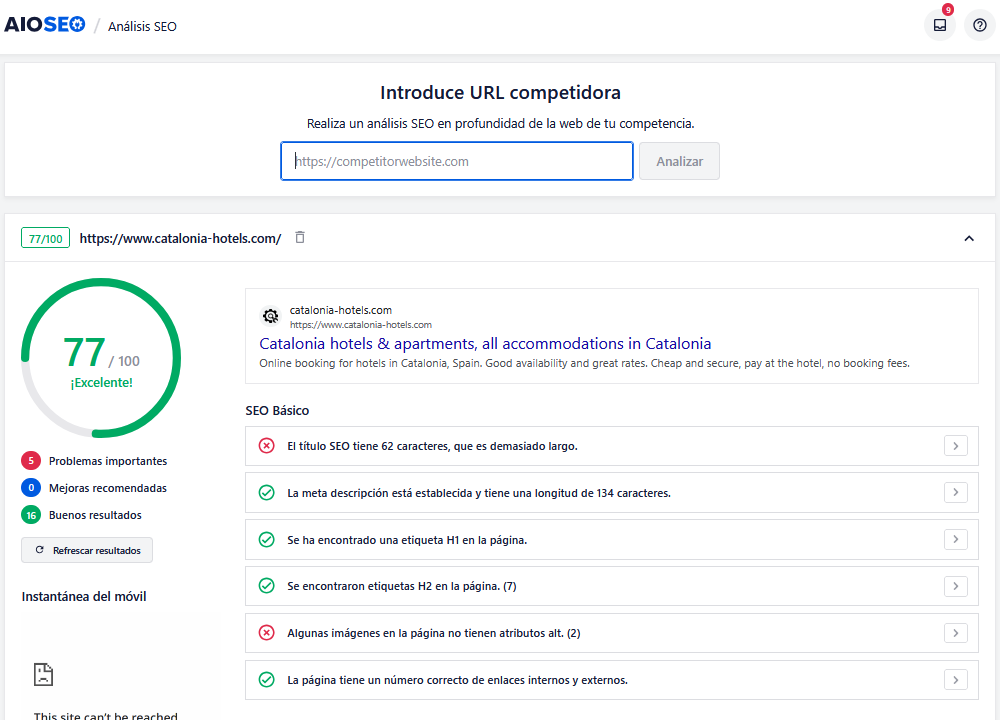 AIOSEO / Análisis SEO
9
Introduce URL competidora
Realiza un análisis SEO en profundidad de la web de tu competencia.
https://competitorwebsite.com
Analizar
77/100 https://www.catalonia-hotels.com/
77 / 100
¡Excelente!
5 Problemas importantes
0 Mejoras recomendadas
16 Buenos resultados
Refrescar resultados
Instantánea del móvil
This site can't be reached
catalonia-hotels.com
https://www.catalonia-hotels.com
Catalonia hotels & apartments, all accommodations in Catalonia
Online booking for hotels in Catalonia, Spain. Good availability and great rates. Cheap and secure, pay at the hotel, no booking fees.
SEO Básico
El título SEO tiene 62 caracteres, que es demasiado largo.
La meta descripción está establecida y tiene una longitud de 134 caracteres.
Se ha encontrado una etiqueta H1 en la página.
Se encontraron etiquetas H2 en la página. (7)
Algunas imágenes en la página no tienen atributos alt. (2)
La página tiene un número correcto de enlaces internos y externos.